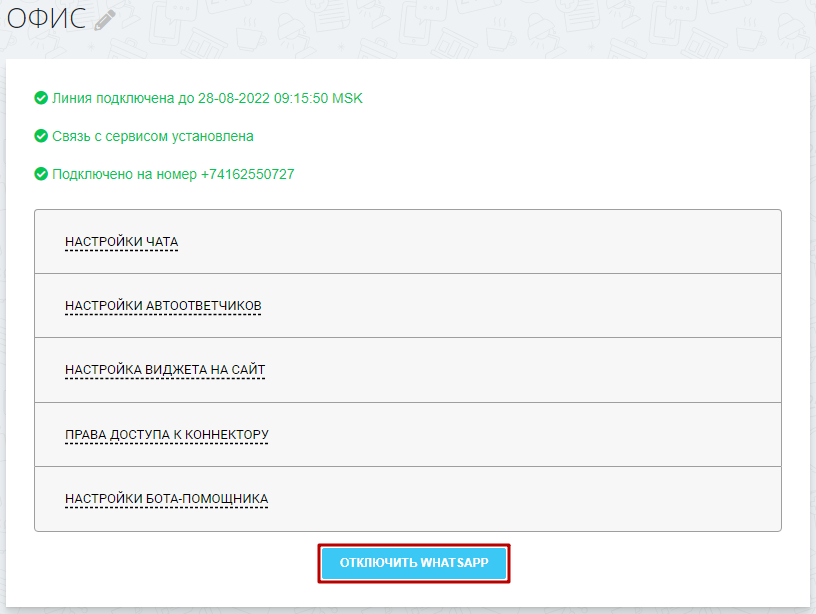 ОФИС
Линия подключена до 28-08-2022 09:15:50 MSK
Связь с сервисом установлена
Подключено на номер +74162550727
НАСТРОЙКИ ЧАТА
НАСТРОЙКИ АВТООТВЕТЧИКОВ
НАСТРОЙКА ВИДЖЕТА НА САЙТ
ПРАВА ДОСТУПА К КОННЕКТОРУ
НАСТРОЙКИ БОТА-ПОМОЩНИКА
ОТКЛЮЧИТЬ WHATSAPP